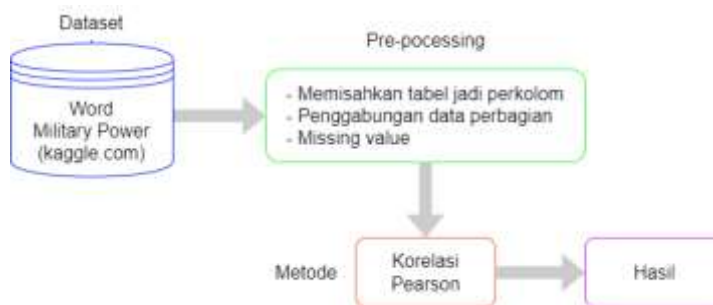 Dataset
Word
Military Power
(kaggle.com)
Pre-pocessing
- Memisahkan tabel jadi perkolom
- Penggabungan data perbagian
- Missing value
Metode
Korelasi
Pearson
Hasil